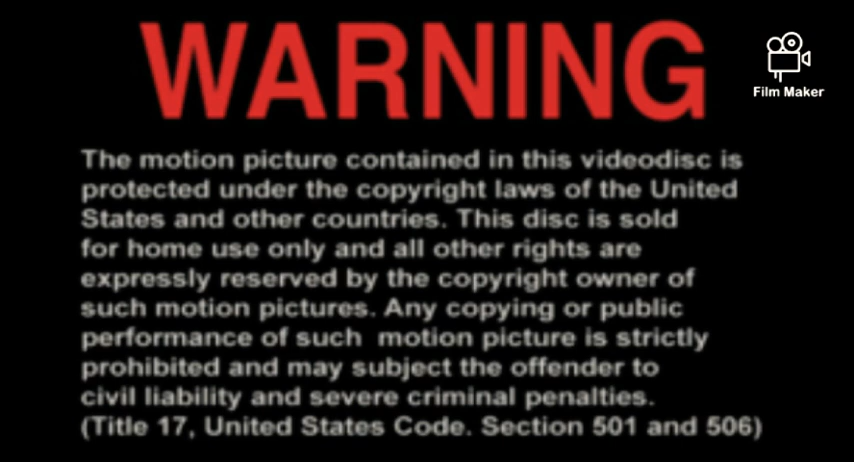 WARNING
Film Maker
The motion picture contained in this videodisc is
protected under the copyright laws of the United
States and other countries. This disc is sold
for home use only and all other rights are
expressly reserved by the copyright owner of
such motion pictures. Any copying or public
performance of such motion picture is strictly
prohibited and may subject the offender to
civil liability and severe criminal penalties.
(Title 17, United States Code. Section 501 and 506)